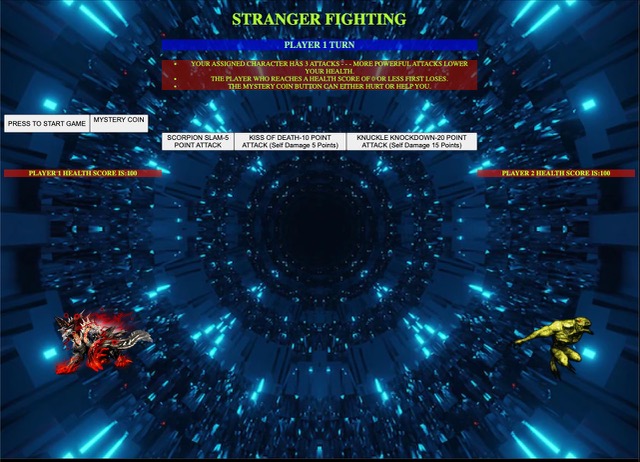 STRANGER FIGHTING
PLAYER 1 TURN
• YOUR ASSIGNED CHARACTER HAS 3 ATTACKS - - - MORE POWERFUL ATTACKS LOWER
YOUR HEALTH.
• THE PLAYER WHO REACHES A HEALTH SCORE OF 0 OR LESS FIRST LOSES.
• THE MYSTERY COIN BUTTON CAN EITHER HURT OR HELP YOU.
PRESS TO START GAME
MYSTERY COIN
SCORPION SLAM-5
POINT ATTACK
KISS OF DEATH-10 POINT
ATTACK (Self Damage 5 Points)
KNUCKLE KNOCKDOWN-20 POINT
ATTACK (Self Damage 15 Points)
PLAYER 1 HEALTH SCORE IS:100
PLAYER 2 HEALTH SCORE IS:100